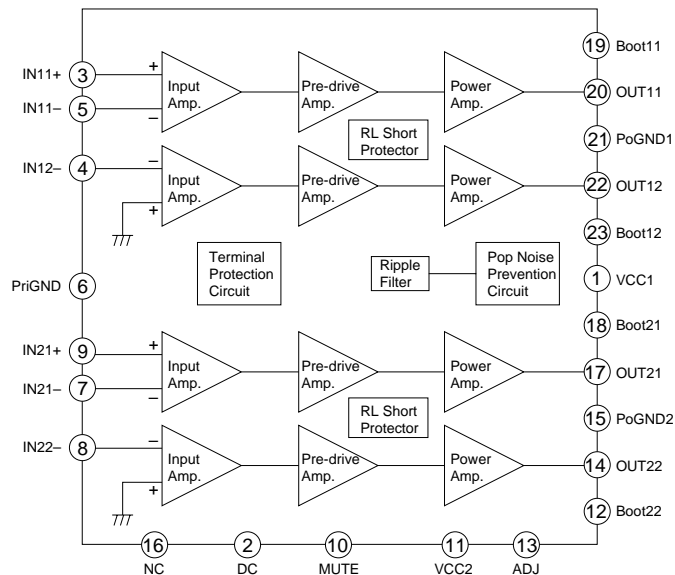 19 Boot11
IN11+ 3 + Input Amp. Pre-drive Amp. Power Amp. 20 OUT11
IN11– 5 –
RL Short Protector
21 PoGND1
IN12– 4 – Input Amp. + Pre-drive Amp. Power Amp. 22 OUT12
23 Boot12
Terminal Protection Circuit
Ripple Filter
Pop Noise Prevention Circuit
PriGND 6
1 VCC1
18 Boot21
IN21+ 9 + Input Amp. Pre-drive Amp. Power Amp. 17 OUT21
IN21– 7 –
RL Short Protector
15 PoGND2
IN22– 8 – Input Amp. + Pre-drive Amp. Power Amp. 14 OUT22
12 Boot22
16 2 10 11 13
NC DC MUTE VCC2 ADJ